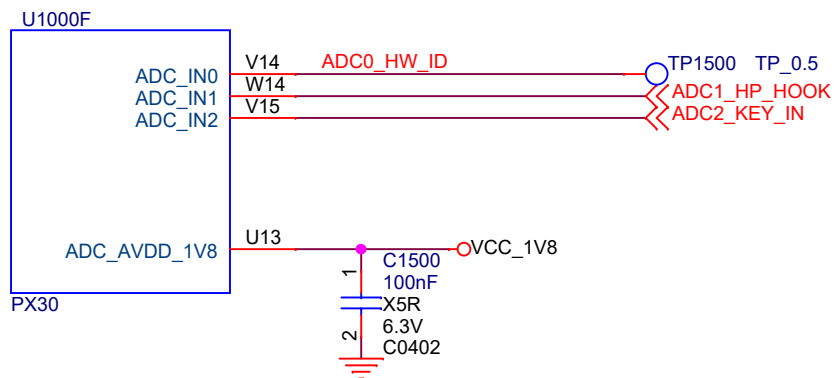 U1000F
ADC_IN0 V14 ADC0_HW_ID TP1500 TP_0.5
ADC_IN1 W14 ADC1_HP_HOOK
ADC_IN2 V15 ADC2_KEY_IN
ADC_AVDD_1V8 U13 VCC_1V8
PX30
1
C1500
100nF
X5R
6.3V
C0402
2